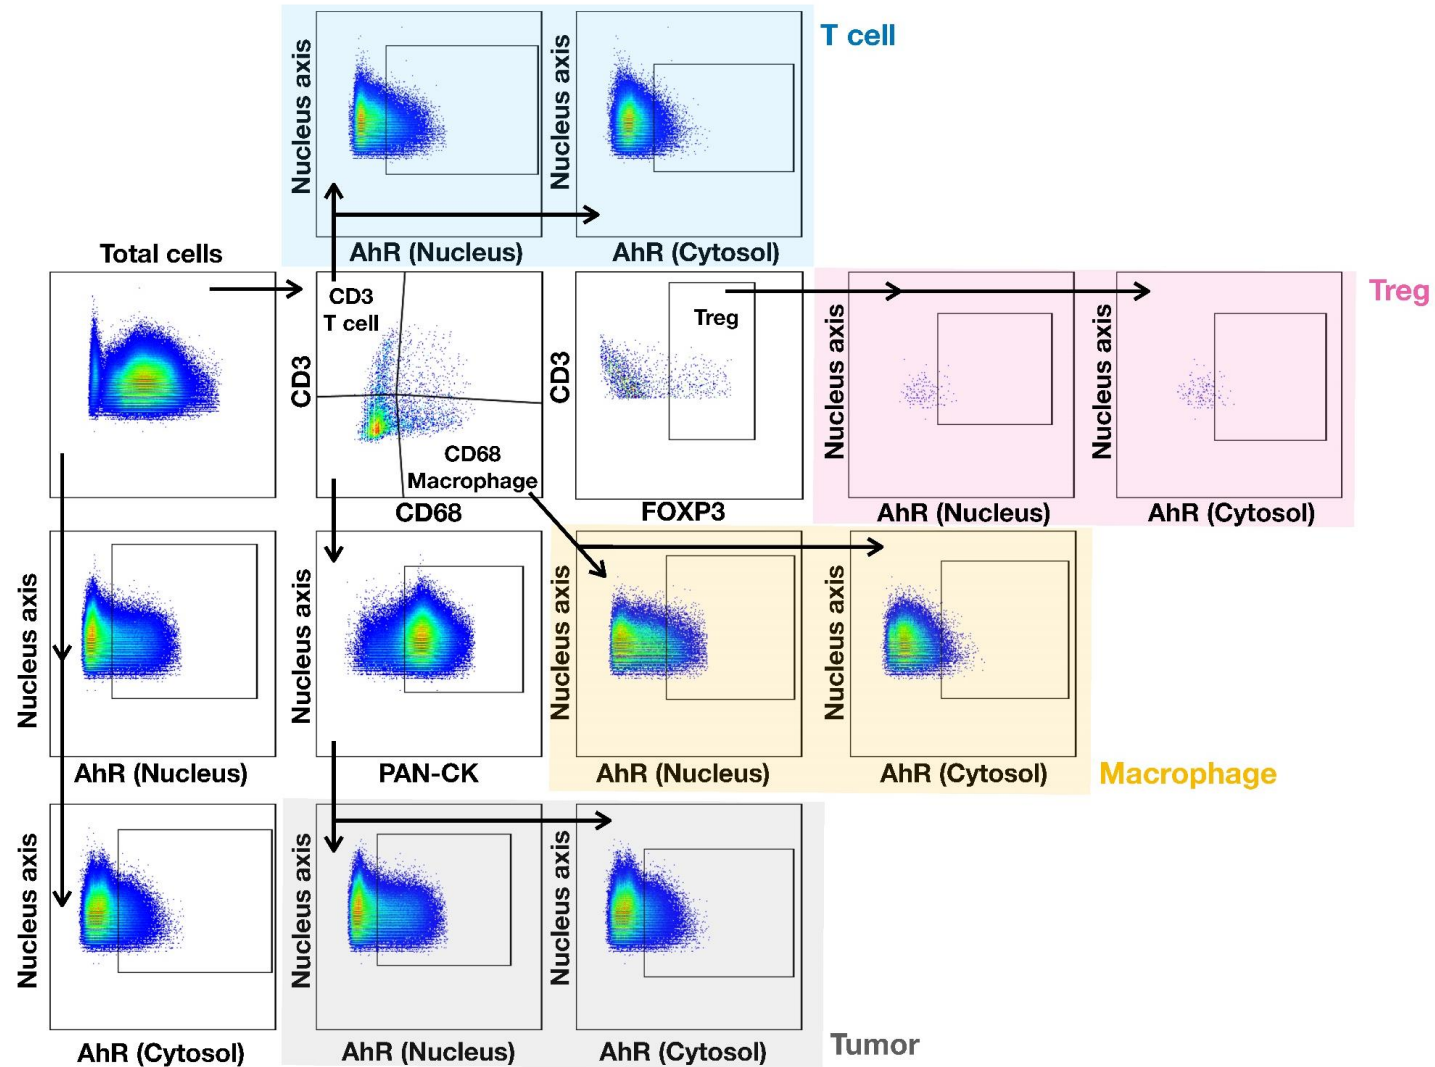 T cell
Nucleus axis
Nucleus axis
AhR (Nucleus)
AhR (Cytosol)
Total cells
CD3
T cell
CD3
CD68
Macrophage
CD68
CD3
Treg
FOXP3
Nucleus axis
AhR (Nucleus)
Nucleus axis
AhR (Cytosol)
Treg
Nucleus axis
AhR (Nucleus)
Nucleus axis
PAN-CK
Nucleus axis
AhR (Nucleus)
Nucleus axis
AhR (Cytosol)
Macrophage
Nucleus axis
AhR (Cytosol)
Nucleus axis
AhR (Nucleus)
Nucleus axis
AhR (Cytosol)
Tumor